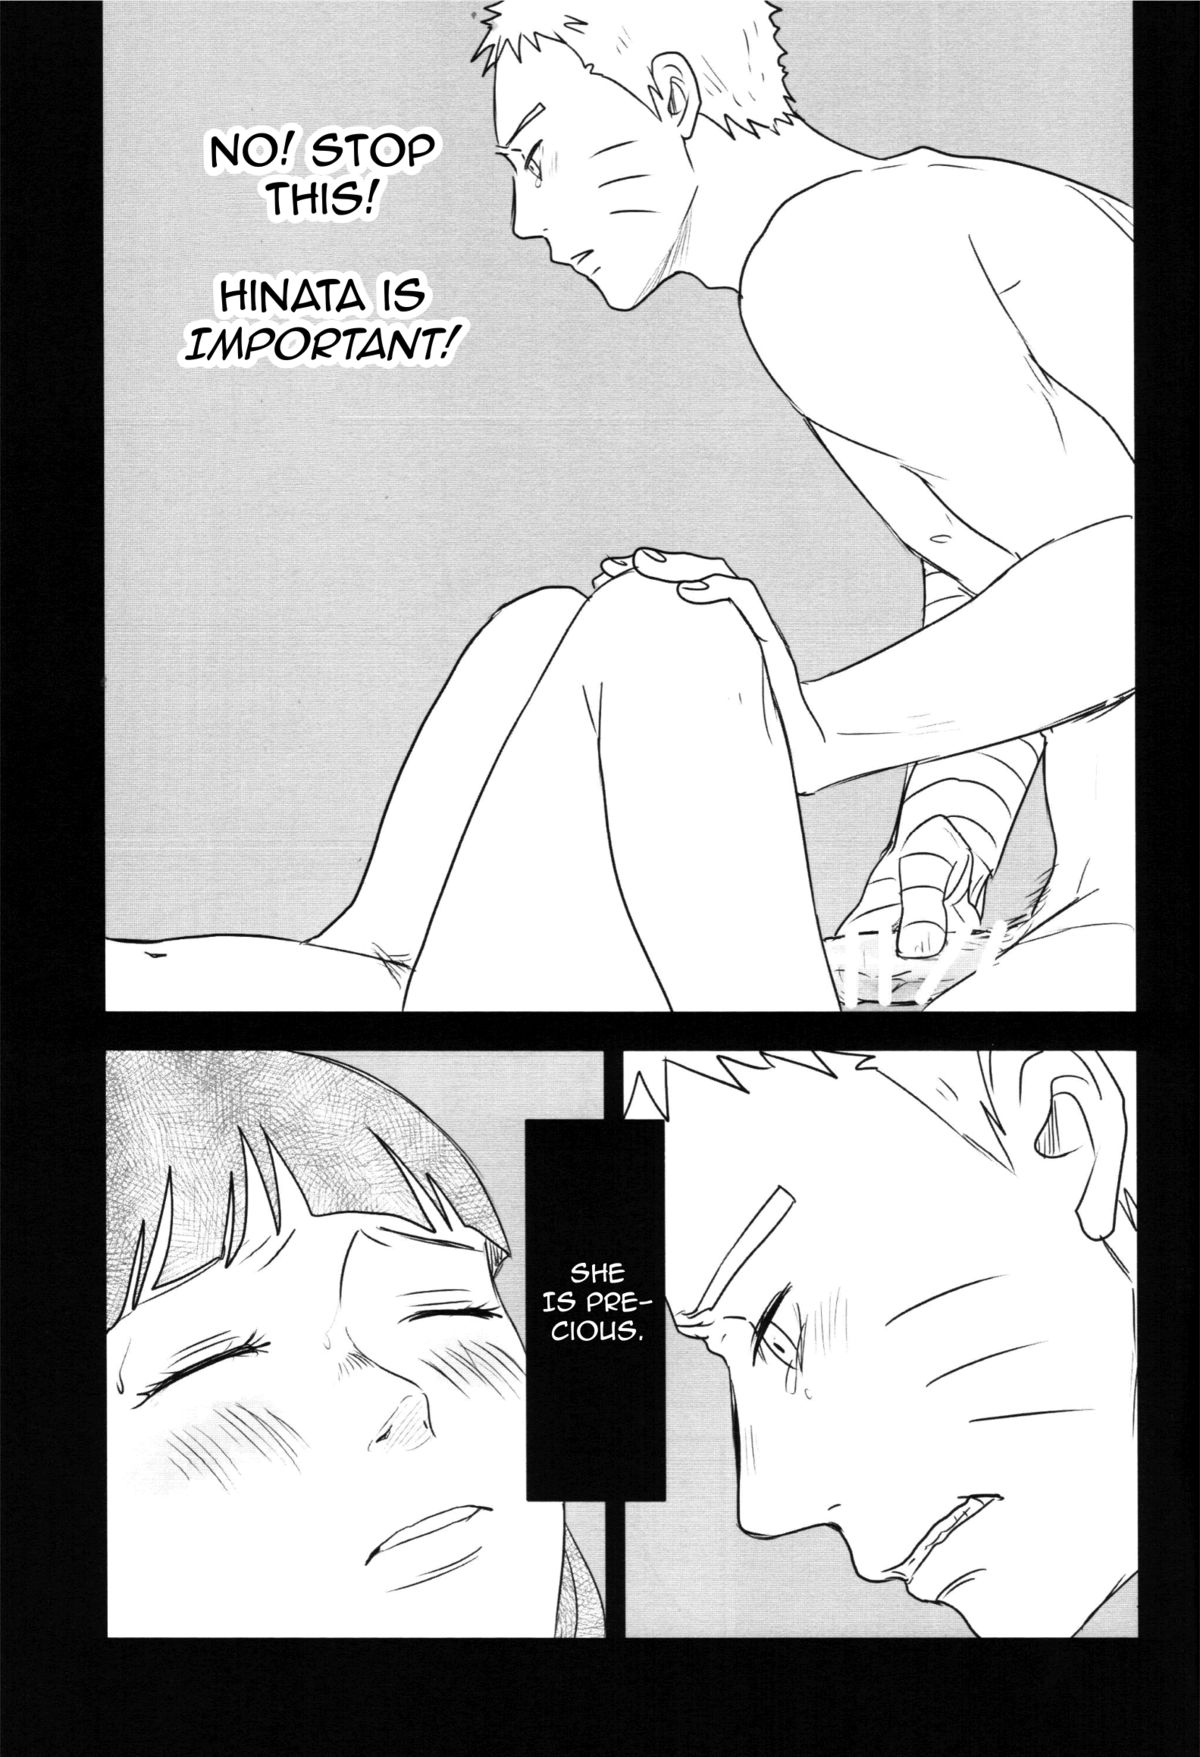 NO! STOP
THIS!
HINATA IS
IMPORTANT!
SHE
IS PRE-
CIOUS.